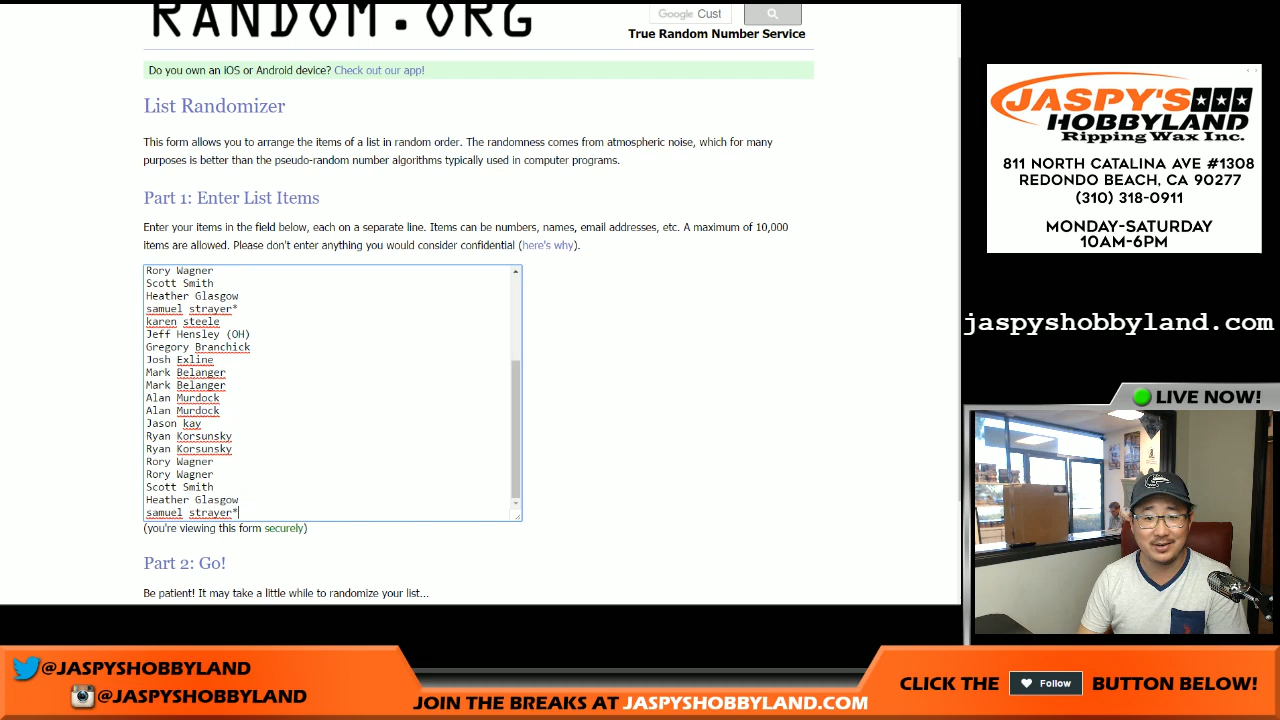 RANDOM.ORG
Google Cust
True Random Number Service
Do you own an iOS or Android device? Check out our app!
List Randomizer
This form allows you to arrange the items of a list in random order. The randomness comes from atmospheric noise, which for many
purposes is better than the pseudo-random number algorithms typically used in computer programs.
Part 1: Enter List Items
Enter your items in the field below, each on a separate line. Items can be numbers, names, email addresses, etc. A maximum of 10,000
items are allowed. Please don't enter anything you would consider confidential (here's why).
Rory Wagner
Scott Smith
Heather Glasgow
samuel strayer*
karen steele
Jeff Hensley (OH)
Gregory Branchick
Josh Exline
Mark Belanger
Mark Belanger
Alan Murdock
Alan Murdock
Jason kay
Ryan Korsunsky
Ryan Korsunsky
Rory Wagner
Rory Wagner
Scott Smith
Heather Glasgow
samuel strayer*
(you're viewing this form securely)
Part 2: Go!
Be patient! It may take a little while to randomize your list...
JASPY'S
HOBBYLAND
Ripping Wax Inc.
811 NORTH CATALINA AVE #1308
REDONDO BEACH, CA 90277
(310) 318-0911
MONDAY-SATURDAY
10AM-6PM
jaspyshobbyland.com
LIVE NOW!
@JASPYSHOBBYLAND
@JASPYSHOBBYLAND
JOIN THE BREAKS AT JASPYSHOBBYLAND.COM
CLICK THE Follow BUTTON BELOW!